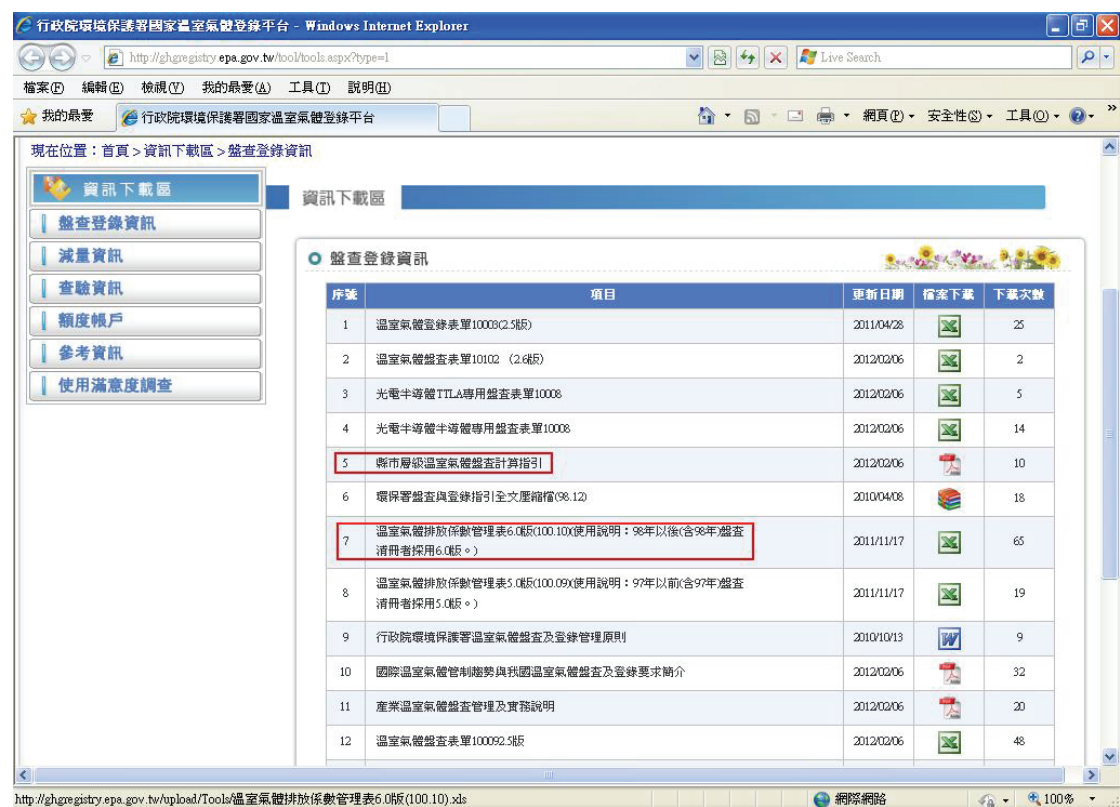 行政院環境保護署國家溫室氣體登錄平台 - Windows Internet Explorer
http://ghgregistry.epa.gov.tw/tool/tools.aspx?type=1
Live Search
檔案(F) 編輯(E) 檢視(V) 我的最愛(A) 工具(T) 說明(H)
我的最愛 行政院環境保護署國家溫室氣體登錄平台 網頁(P) 安全性(S) 工具(O)
現在位置：首頁 > 資訊下載區 > 盤查登錄資訊
資訊下載區
盤查登錄資訊
減量資訊
查驗資訊
額度帳戶
參考資訊
使用滿意度調查
資訊下載區
盤查登錄資訊
序號 項目 更新日期 檔案下載 下載次數
1 溫室氣體登錄表單10003(2.5版) 2011/04/28 25
2 溫室氣體盤查表單10102 (2.6版) 2012/02/06 2
3 光電半導體TTLA專用盤查表單10008 2012/02/06 5
4 光電半導體半導體專用盤查表單10008 2012/02/06 14
5 縣市層級溫室氣體盤查計算指引 2012/02/06 10
6 環保署盤查與登錄指引全文壓縮檔(98.12) 2010/04/08 18
7 溫室氣體排放係數管理表6.0版(100.10)(使用說明：98年以後(含98年)盤查
清冊者採用6.0版。) 2011/11/17 65
8 溫室氣體排放係數管理表5.0版(100.09)(使用說明：97年以前(含97年)盤查
清冊者採用5.0版。) 2011/11/17 19
9 行政院環境保護署溫室氣體盤查及登錄管理原則 2010/10/13 9
10 國際溫室氣體管制趨勢與我國溫室氣體盤查及登錄要求簡介 2012/02/06 32
11 產業溫室氣體盤查管理及實務說明 2012/02/06 20
12 溫室氣體盤查表單100092.5版 2012/02/06 48
http://ghgregistry.epa.gov.tw/upload/Tools/溫室氣體排放係數管理表6.0版(100.10).xls
網際網路 100%